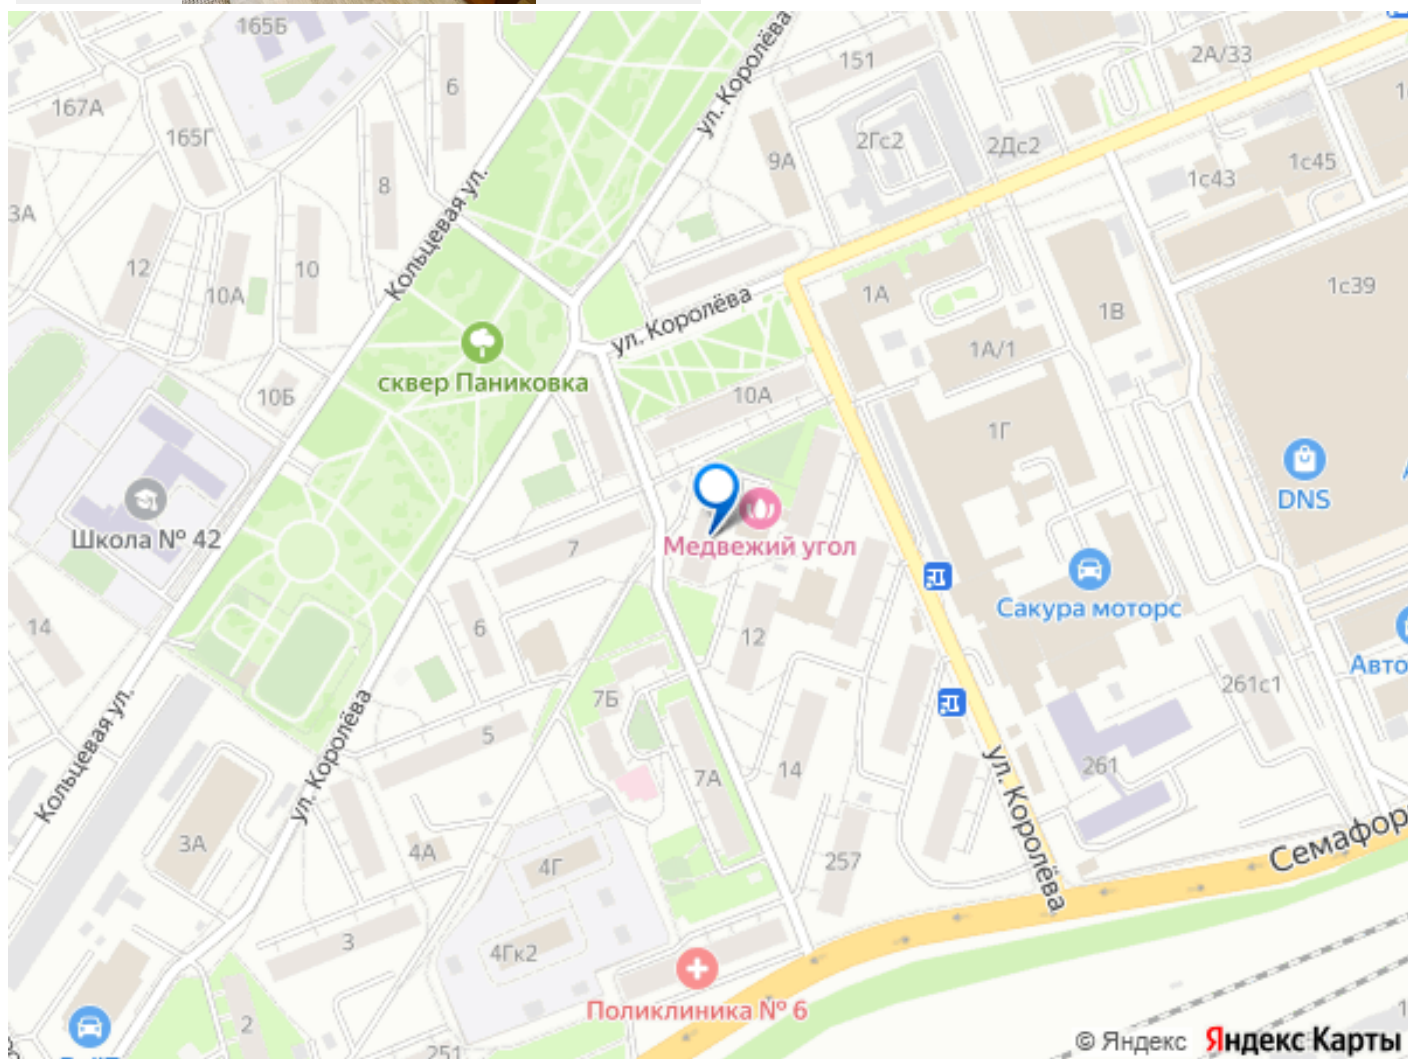 165Б
6
ул. Королёва
151
2А/33
167А
165Г
8
9А
2Гс2
2Дс2
1с43
1с45
3А
Кольцевая ул.
12
10А
10
1А
1В
1с39
ул. Королёва
сквер Паниковка
10Б
10А
1А/1
1Г
DNS
Школа № 42
7
Медвежий угол
Сакура моторс
14
6
12
Авто
7Б
261с1
Кольцевая ул.
ул. Королёва
5
7А
14
ул. Королёва
261
3А
4А
4Г
257
Семафор
3
4Гк2
Поликлиника № 6
2
251
© Яндекс Яндекс Карты